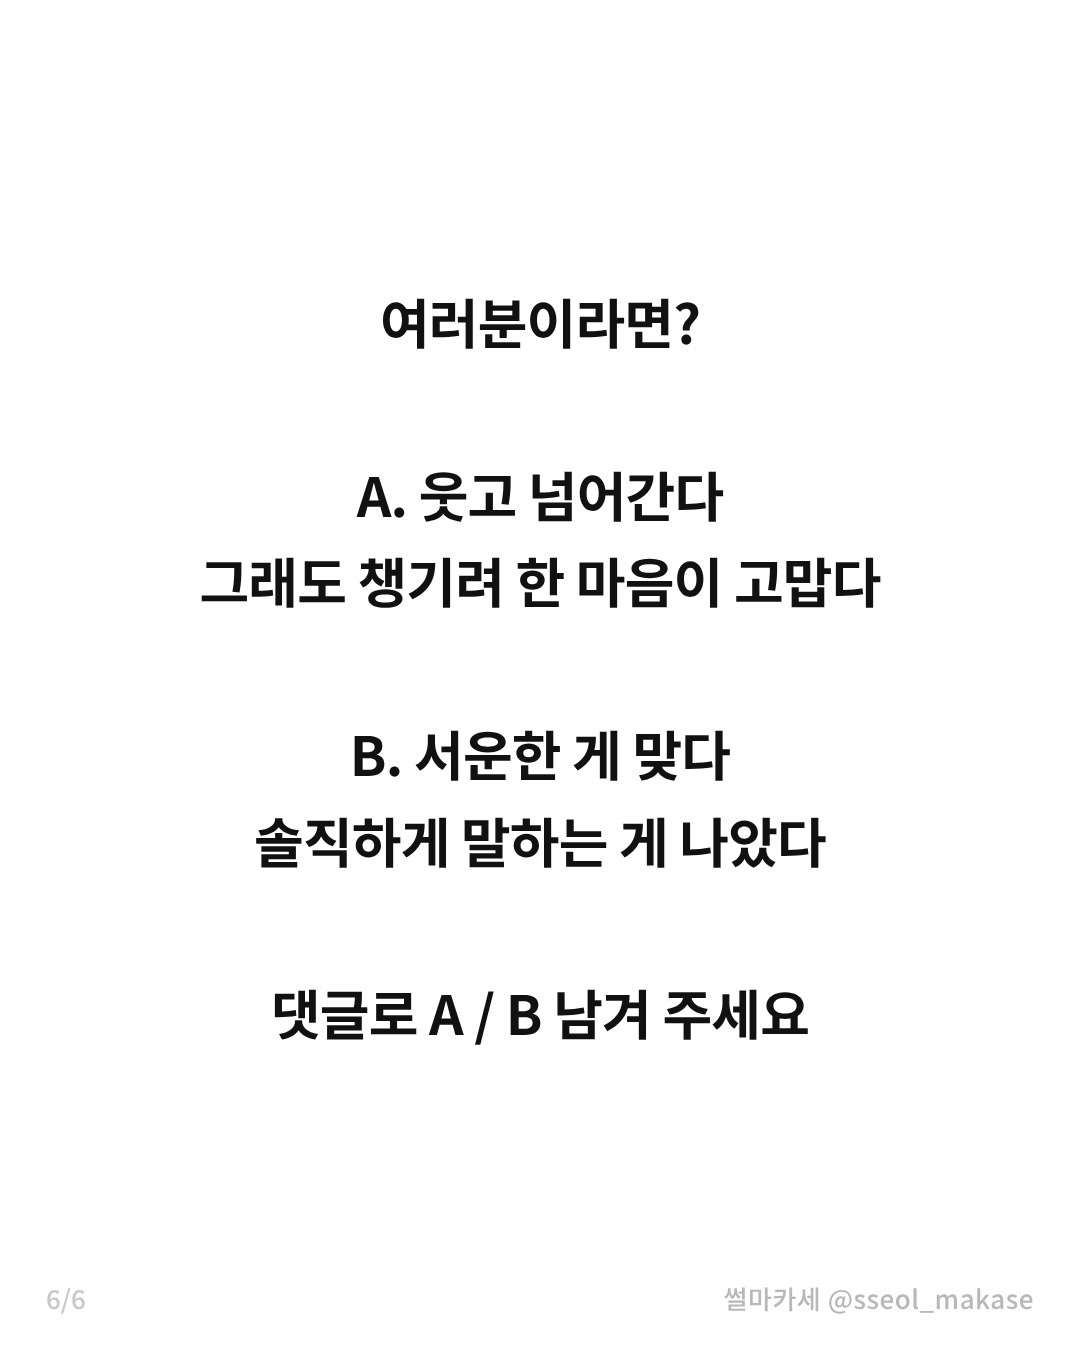 여러분이라면?
A. 웃고 넘어간다
그래도 챙기려 한 마음이 고맙다
B. 서운한 게 맞다
솔직하게 말하는 게 나았다
댓글로 A / B 남겨 주세요
6/6
썰마카세 @sseol_makase